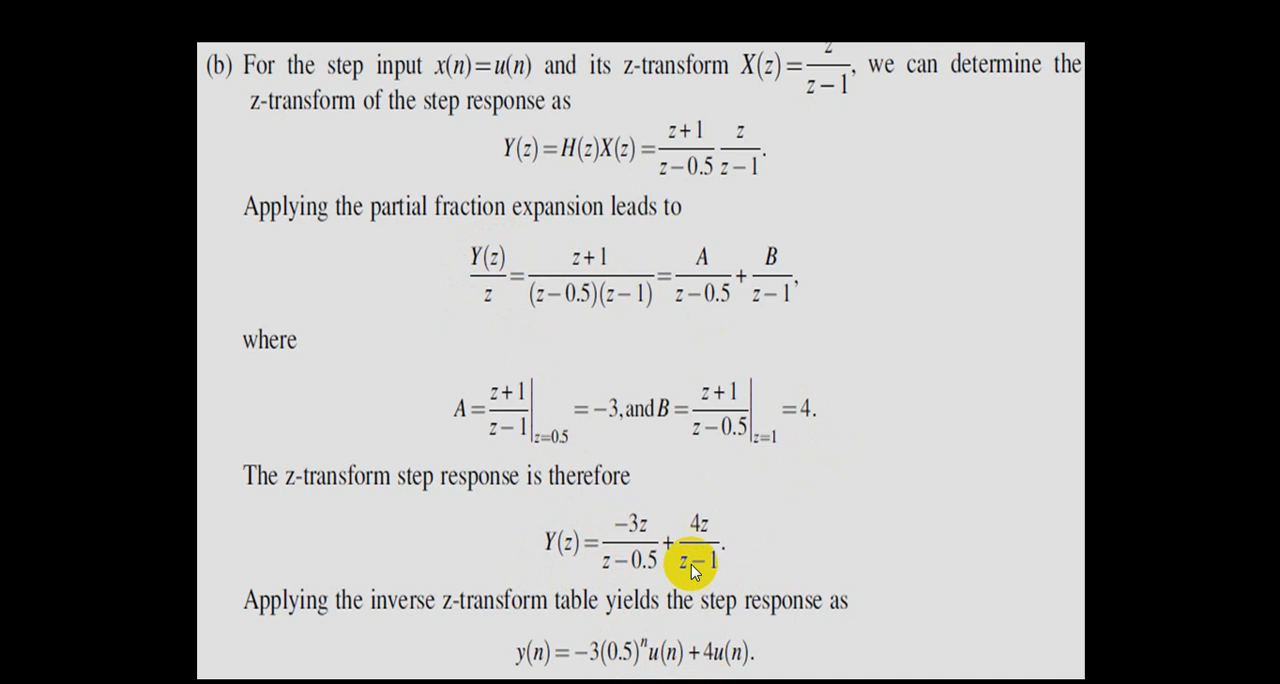 (b) For the step input x(n)=u(n) and its z-transform X(z)=z/(z−1), we can determine the
z-transform of the step response as
Y(z)=H(z)X(z)=(z+1)/(z−0.5) z/(z−1).
Applying the partial fraction expansion leads to
Y(z)/z=(z+1)/((z−0.5)(z−1))=A/(z−0.5)+B/(z−1),
where
A=(z+1)/(z−1)|z=0.5 =−3,and B=(z+1)/(z−0.5)|z=1 =4.
The z-transform step response is therefore
Y(z)=−3z/(z−0.5)+4z/(z−1).
Applying the inverse z-transform table yields the step response as
y(n)=−3(0.5)ⁿu(n)+4u(n).